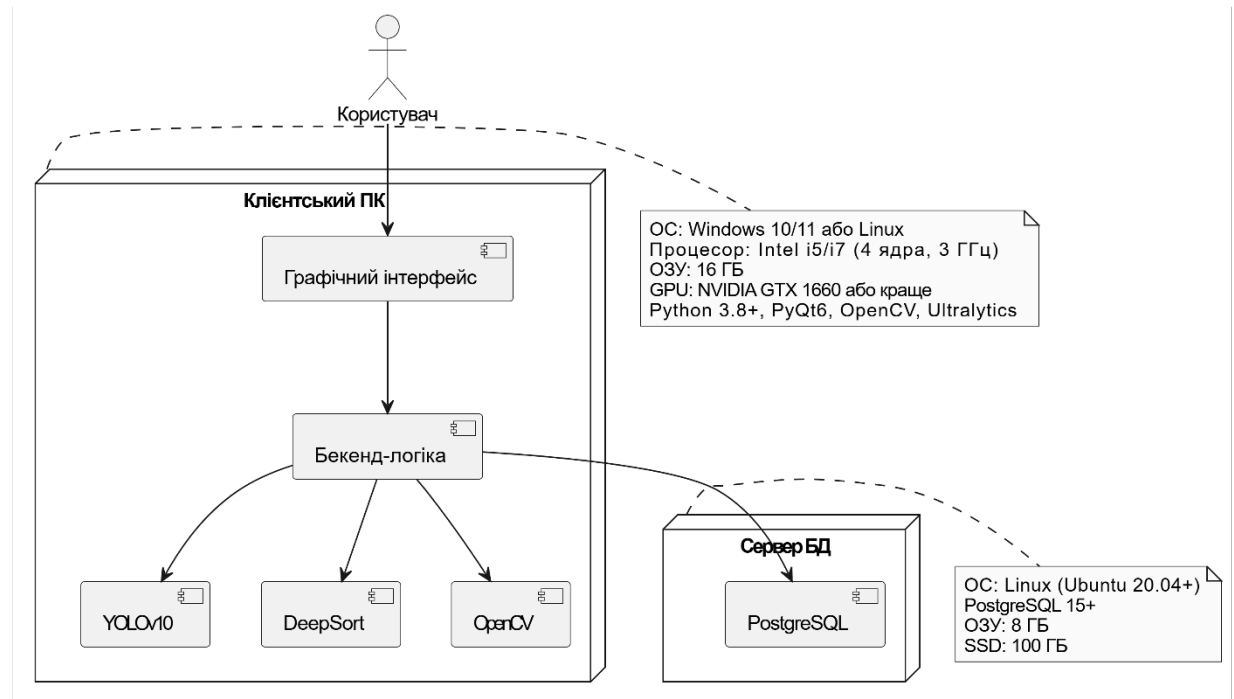 Користувач
Клієнтський ПК
Графічний інтерфейс
ОС: Windows 10/11 або Linux
Процесор: Intel i5/i7 (4 ядра, 3 ГГц)
ОЗУ: 16 ГБ
GPU: NVIDIA GTX 1660 або краще
Python 3.8+, PyQt6, OpenCV, Ultralytics
Бекенд-логіка
YOLOv10
DeepSort
OpenCV
Сервер БД
PostgreSQL
ОС: Linux (Ubuntu 20.04+)
PostgreSQL 15+
ОЗУ: 8 ГБ
SSD: 100 ГБ